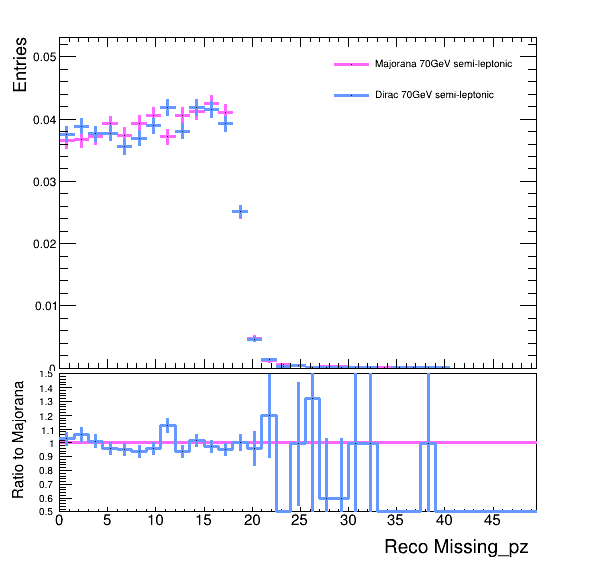 Entries
0.05
0.04
0.03
0.02
0.01
0
Majorana 70GeV semi-leptonic
Dirac 70GeV semi-leptonic
Ratio to Majorana
1.5
1.4
1.3
1.2
1.1
1
0.9
0.8
0.7
0.6
0.5
0 5 10 15 20 25 30 35 40 45
Reco Missing_pz